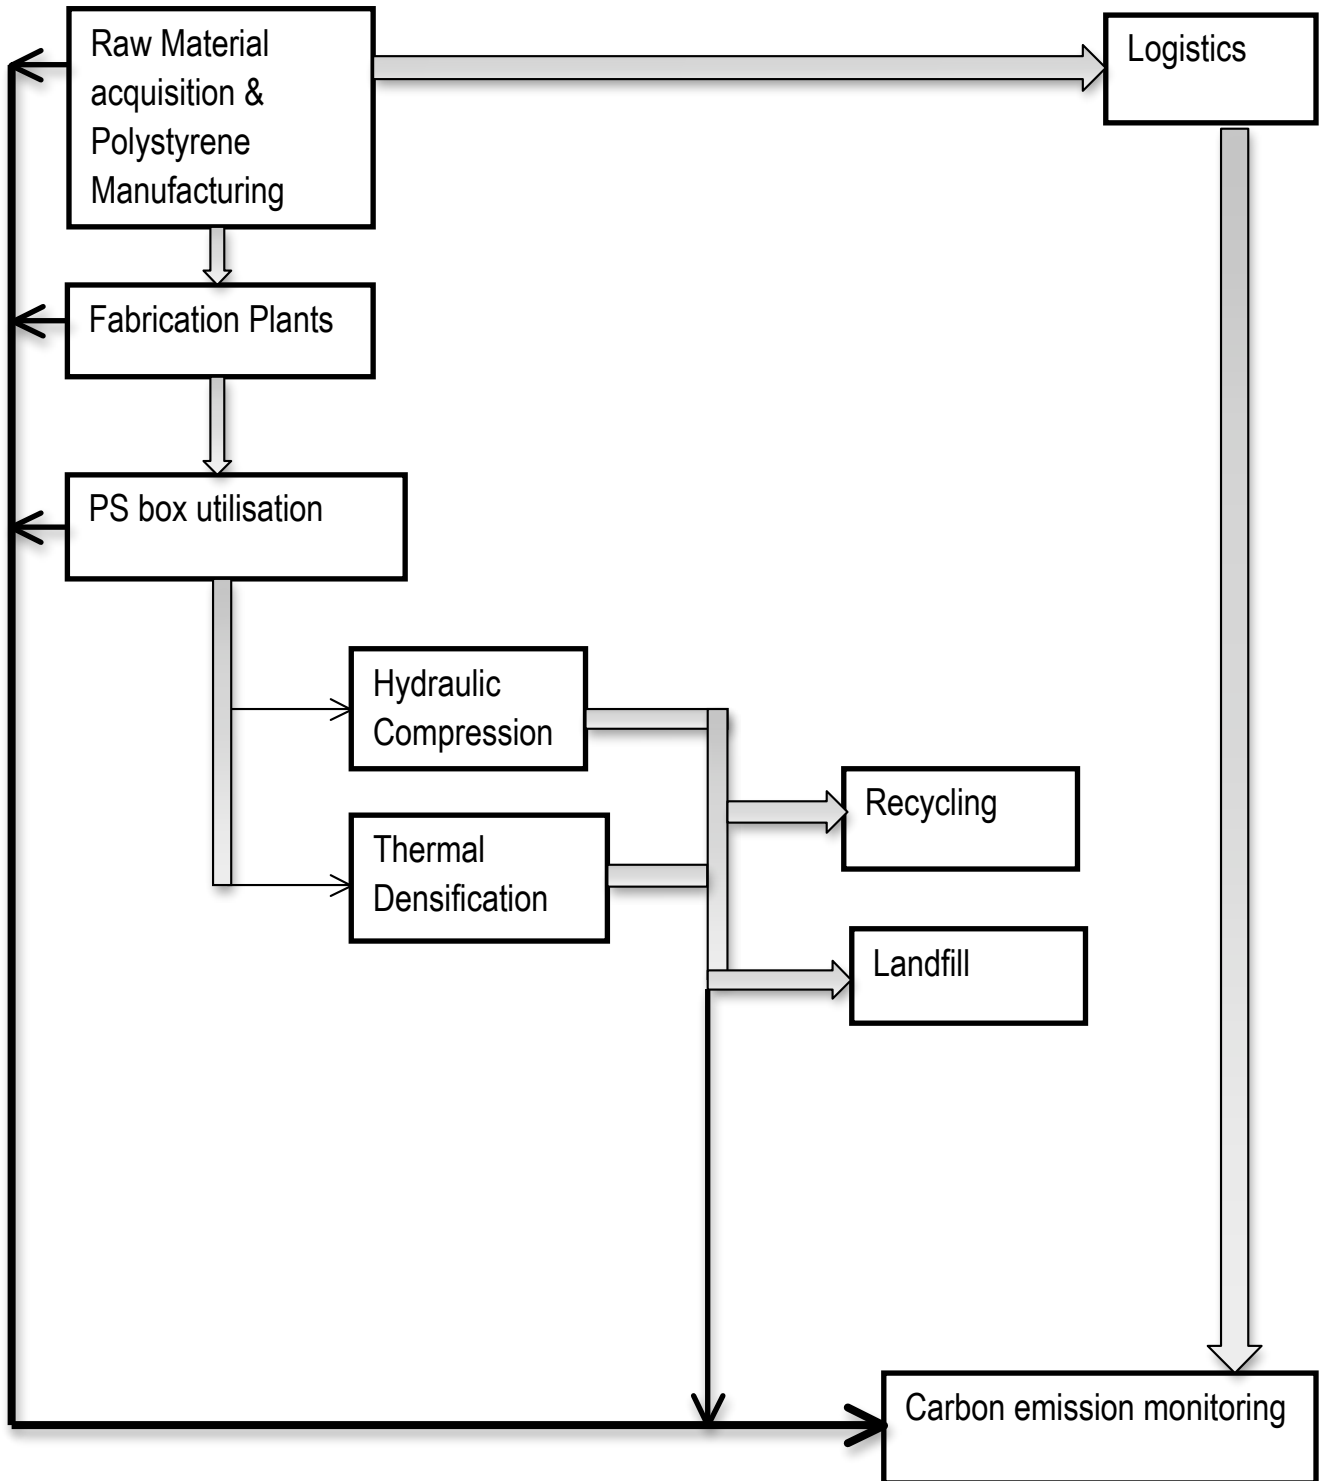 Raw Material
acquisition &
Polystyrene
Manufacturing
Logistics
Fabrication Plants
PS box utilisation
Hydraulic
Compression
Thermal
Densification
Recycling
Landfill
Carbon emission monitoring